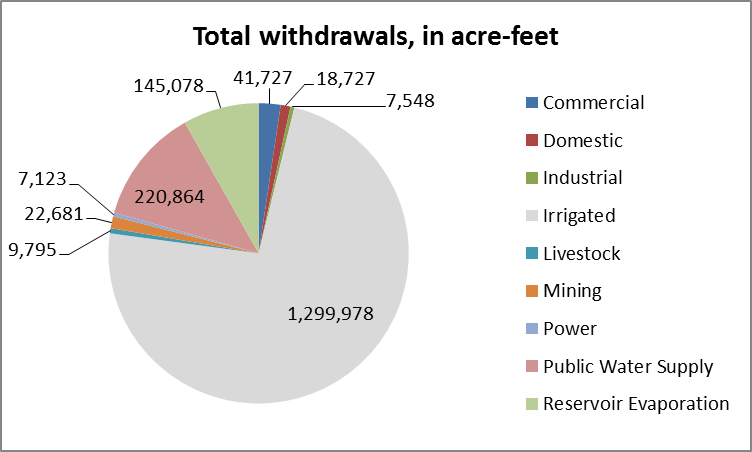 Total withdrawals, in acre-feet
41,727
18,727
145,078
7,548
7,123
220,864
22,681
9,795
1,299,978
Commercial
Domestic
Industrial
Irrigated
Livestock
Mining
Power
Public Water Supply
Reservoir Evaporation